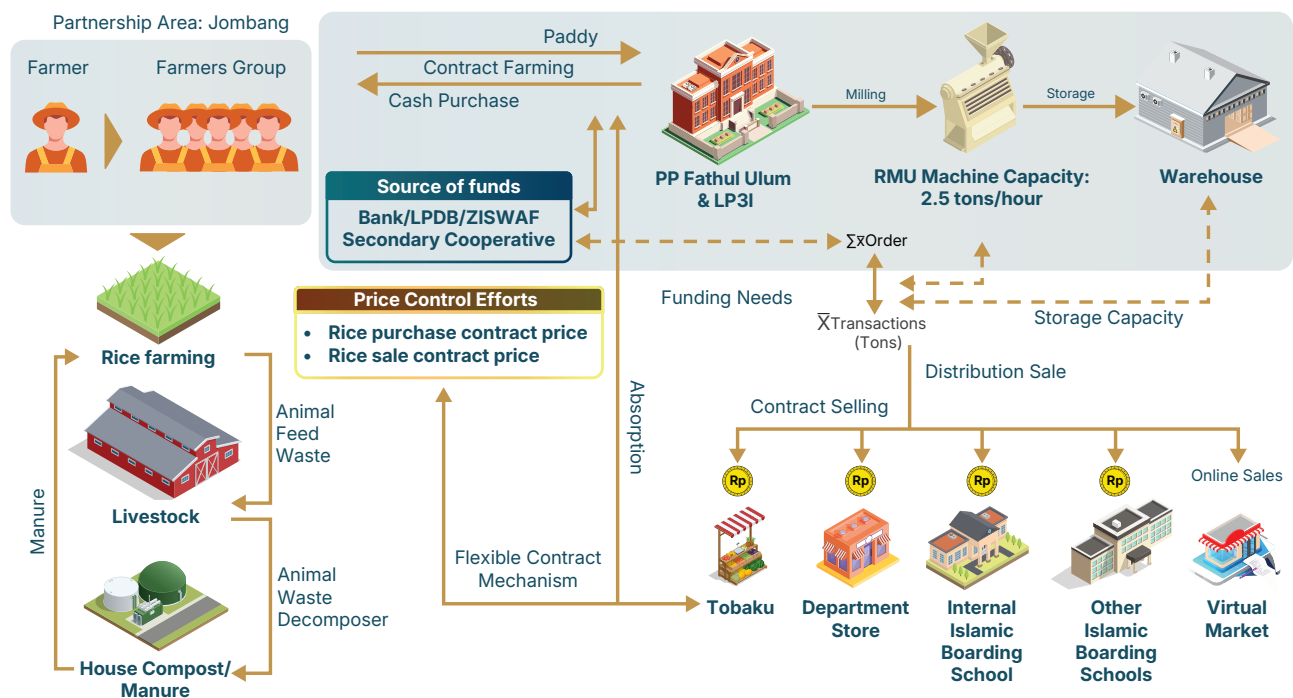 Partnership Area: Jombang
Farmer
Farmers Group
Paddy
Contract Farming
Cash Purchase
Milling
Storage
PP Fathul Ulum
& LP3I
RMU Machine Capacity:
2.5 tons/hour
Warehouse
Source of funds
Bank/LPDB/ZISWAF
Secondary Cooperative
∑x̄Order
Funding Needs
Storage Capacity
X̄Transactions
(Tons)
Price Control Efforts
• Rice purchase contract price
• Rice sale contract price
Rice farming
Animal
Feed
Waste
Livestock
Manure
Animal
Waste
Decomposer
House Compost/
Manure
Absorption
Flexible Contract
Mechanism
Distribution Sale
Contract Selling
Rp
Rp
Rp
Rp
Online Sales
Tobaku
Department
Store
Internal
Islamic
Boarding
School
Other
Islamic
Boarding
Schools
Virtual
Market